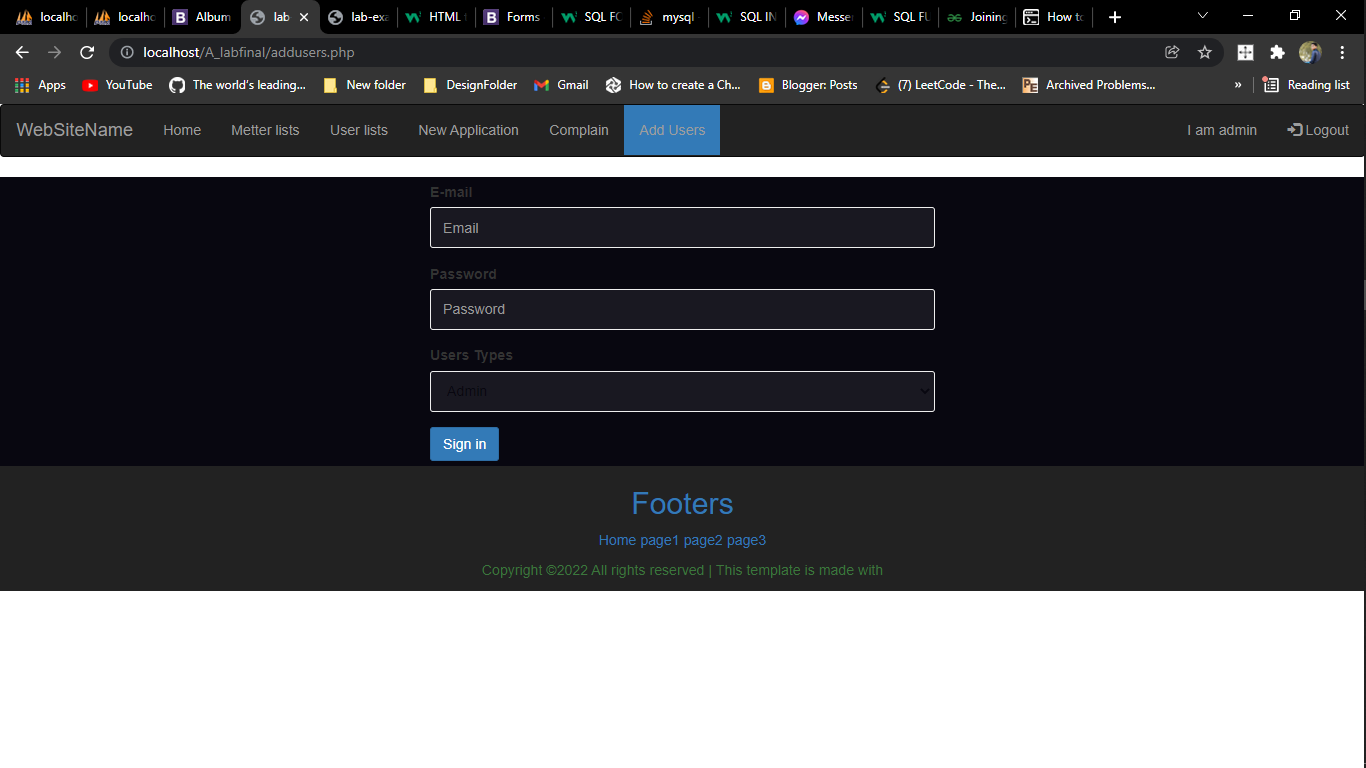 localho
localho
Album
lab
lab-exa
HTML
Forms
SQL FO
mysql
SQL IN
Messe
SQL FU
Joining
How to
localhost/A_labfinal/addusers.php
Apps YouTube The world's leading... New folder DesignFolder Gmail How to create a Ch... Blogger: Posts (7) LeetCode - The... Archived Problems... » Reading list
WebSiteName Home Metter lists User lists New Application Complain Add Users I am admin Logout
E-mail
Email
Password
Password
Users Types
Admin
Sign in
Footers
Home page1 page2 page3
Copyright ©2022 All rights reserved | This template is made with